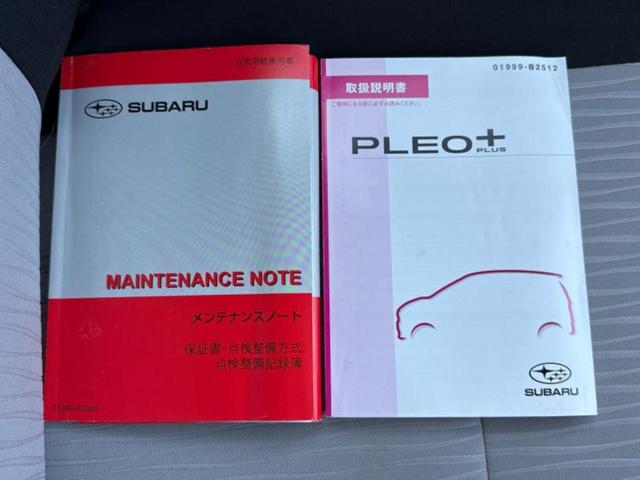 自家用軽乗用車
SUBARU
MAINTENANCE NOTE
メンテナンスノート
保証書・点検整備方式
点検整備記録簿
01999-B2512
取扱説明書
ご使用になる前に必ずお読みください。
PLEO+
PLUS
SUBARU